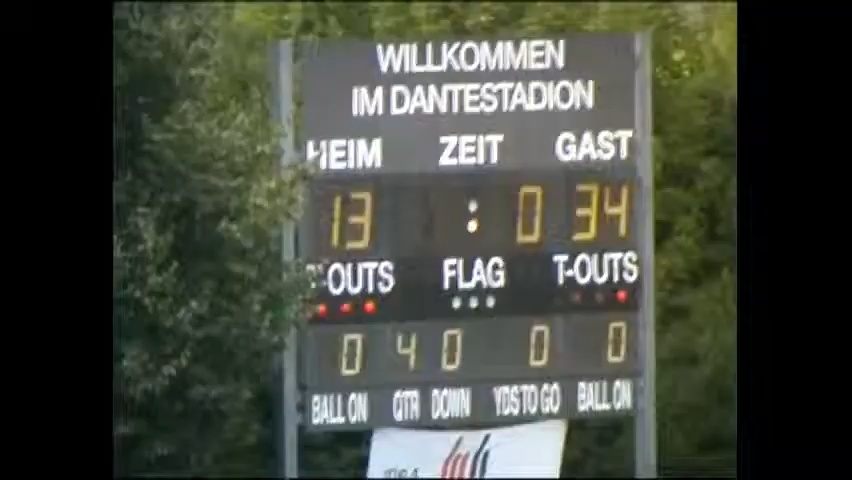 WILLKOMMEN
IM DANTESTADION
HEIM ZEIT GAST
13 : 0 34
T-OUTS FLAG T-OUTS
0 4 0 0 0
BALL ON QTR DOWN YDS TO GO BALL ON